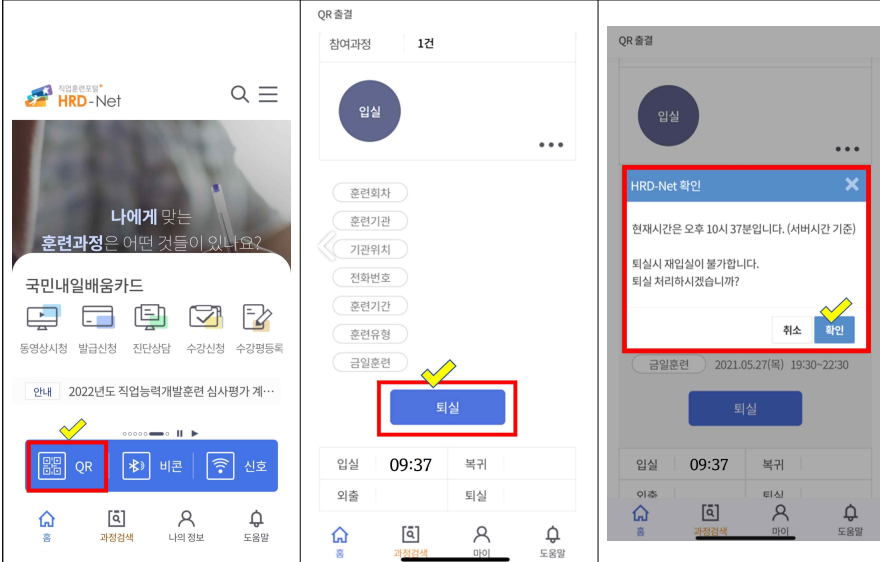 직업훈련포털
HRD-Net
나에게 맞는
훈련과정은 어떤 것들이 있나요?
국민내일배움카드
동영상시청 발급신청 진단상담 수강신청 수강평등록
안내 2022년도 직업능력개발훈련 심사평가 계…
QR 비콘 신호
홈 과정검색 나의 정보 도움말
QR 출결
참여과정 1건
입실
훈련회차
훈련기관
기관위치
전화번호
훈련기간
훈련유형
금일훈련
퇴실
입실 09:37 복귀
외출 퇴실
홈 과정검색 마이 도움말
QR 출결
입실
HRD-Net 확인
현재시간은 오후 10시 37분입니다. (서버시간 기준)
퇴실시 재입실이 불가합니다.
퇴실 처리하시겠습니까?
취소 확인
금일훈련 2021.05.27(목) 19:30~22:30
퇴실
입실 09:37 복귀
외출 퇴실
홈 과정검색 마이 도움말